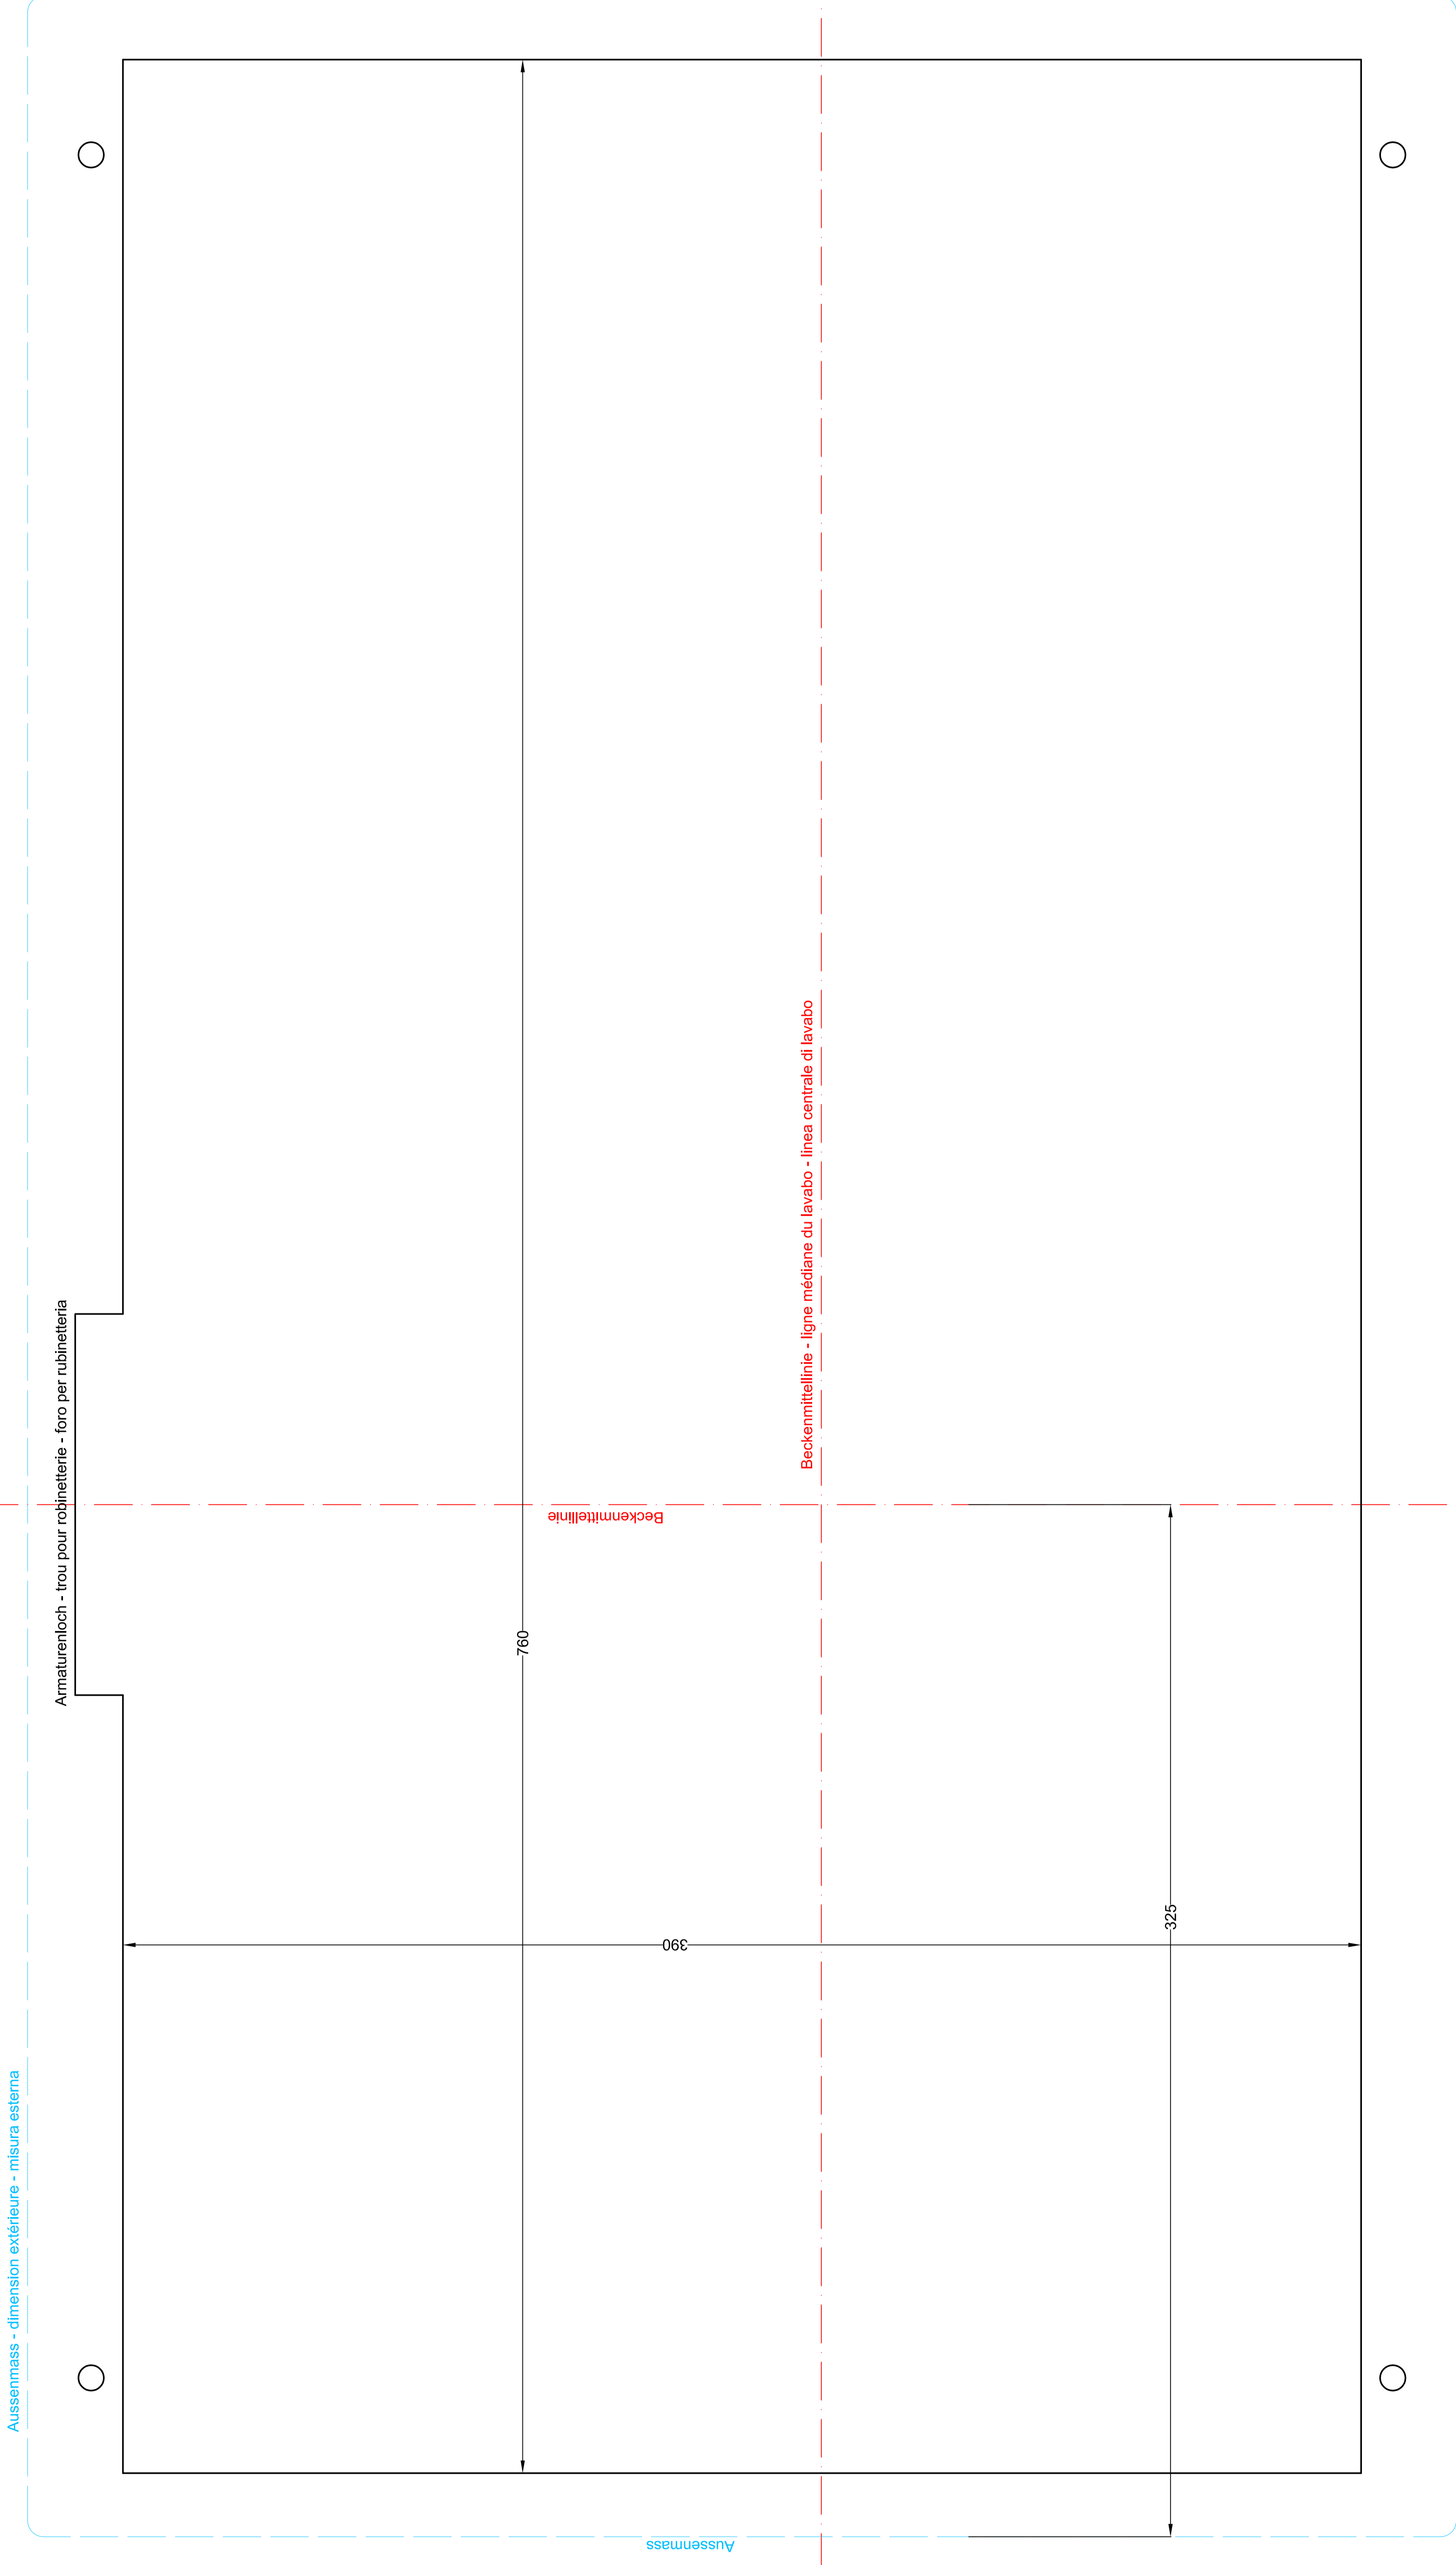 Aussenmass - dimension extérieure - misura esterna
Armaturenloch - trou pour robinetterie - foro per rubinetteria
760
Beckenmittellinie - ligne médiane du lavabo - linea centrale di lavabo
Beckenmittellinie
390
325
Aussenmass